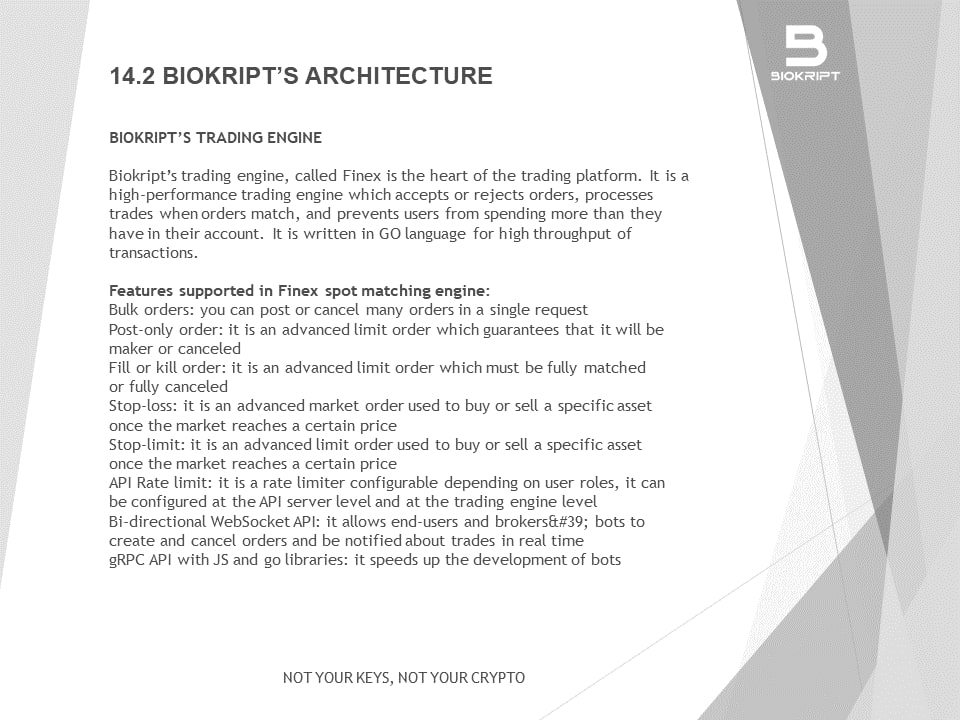 BIOKRIPT
14.2 BIOKRIPT’S ARCHITECTURE
BIOKRIPT’S TRADING ENGINE
Biokript’s trading engine, called Finex is the heart of the trading platform. It is a
high-performance trading engine which accepts or rejects orders, processes
trades when orders match, and prevents users from spending more than they
have in their account. It is written in GO language for high throughput of
transactions.
Features supported in Finex spot matching engine:
Bulk orders: you can post or cancel many orders in a single request
Post-only order: it is an advanced limit order which guarantees that it will be
maker or canceled
Fill or kill order: it is an advanced limit order which must be fully matched
or fully canceled
Stop-loss: it is an advanced market order used to buy or sell a specific asset
once the market reaches a certain price
Stop-limit: it is an advanced limit order used to buy or sell a specific asset
once the market reaches a certain price
API Rate limit: it is a rate limiter configurable depending on user roles, it can
be configured at the API server level and at the trading engine level
Bi-directional WebSocket API: it allows end-users and brokers&#39; bots to
create and cancel orders and be notified about trades in real time
gRPC API with JS and go libraries: it speeds up the development of bots
NOT YOUR KEYS, NOT YOUR CRYPTO